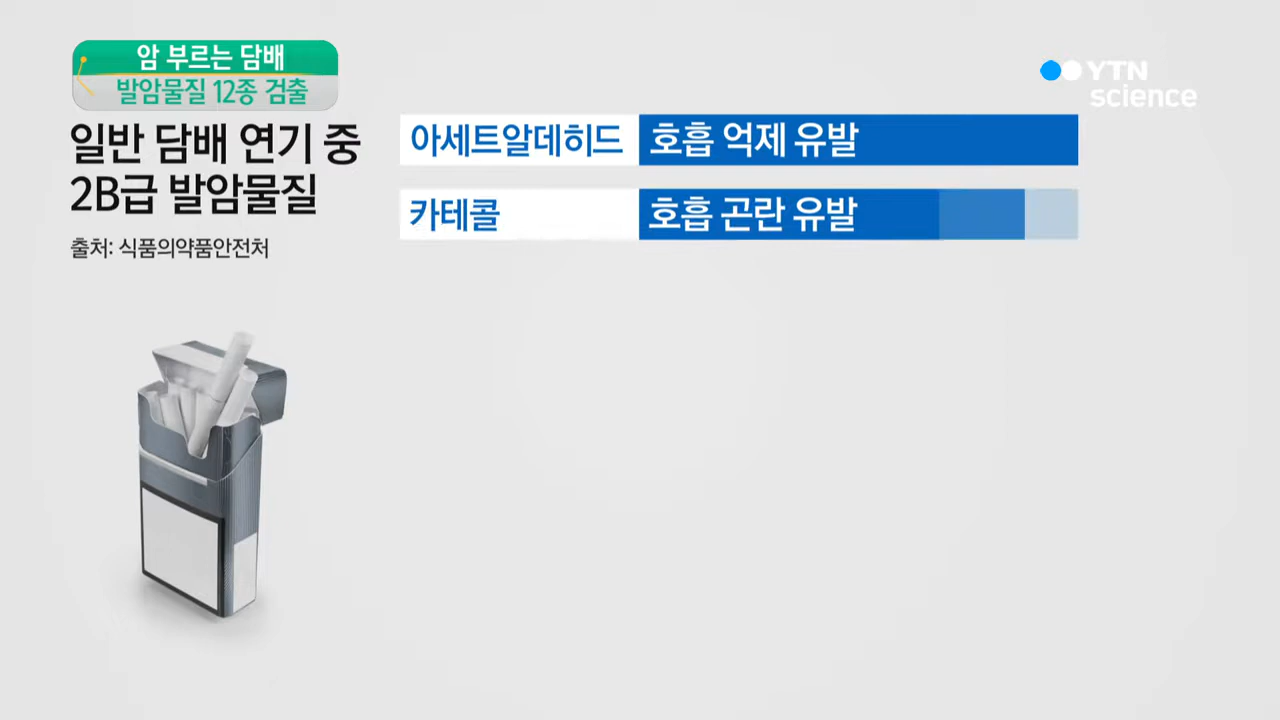 암 부르는 담배
발암물질 12종 검출
YTN
science
일반 담배 연기 중
2B급 발암물질
출처: 식품의약품안전처
아세트알데히드 호흡 억제 유발
카테콜 호흡 곤란 유발